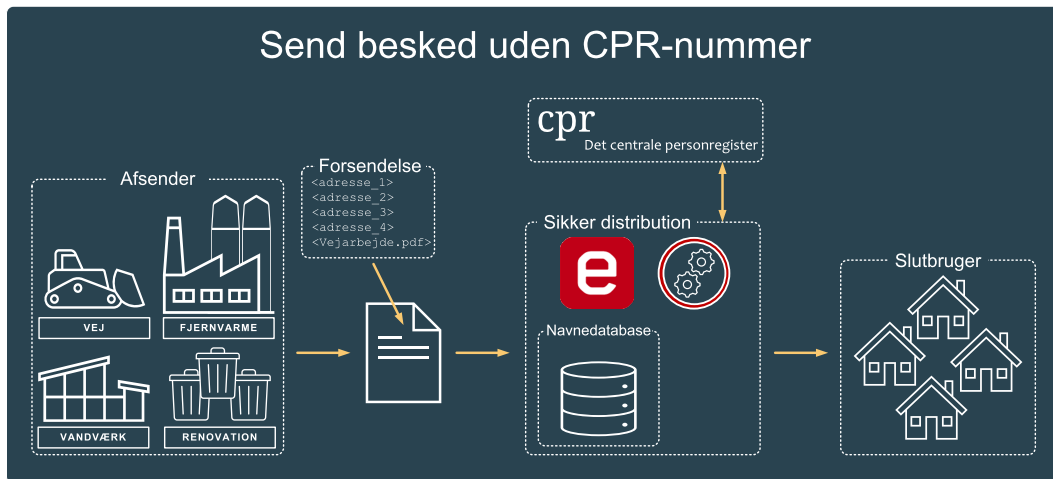 Send besked uden CPR-nummer
Afsender
VEJ
FJERNVARME
VANDVÆRK
RENOVATION
Forsendelse
<adresse_1>
<adresse_2>
<adresse_3>
<adresse_4>
<Vejarbejde.pdf>
cpr
Det centrale personregister
Sikker distribution
e
Navnedatabase
Slutbruger